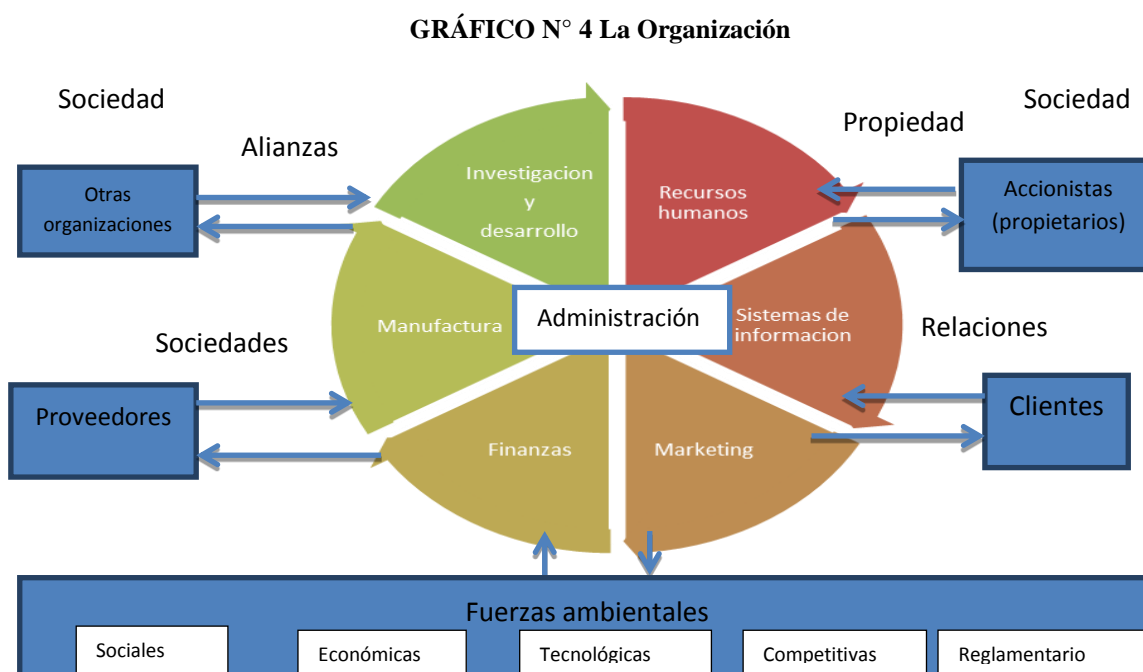 GRÁFICO N° 4 La Organización
Sociedad
Sociedad
Propiedad
Alianzas
Otras
organizaciones
Investigacion
y
desarrollo
Recursos
humanos
Accionistas
(propietarios)
Manufactura
Administración
Sistemas de
informacion
Relaciones
Sociedades
Proveedores
Clientes
Finanzas
Marketing
Fuerzas ambientales
Sociales
Económicas
Tecnológicas
Competitivas
Reglamentario